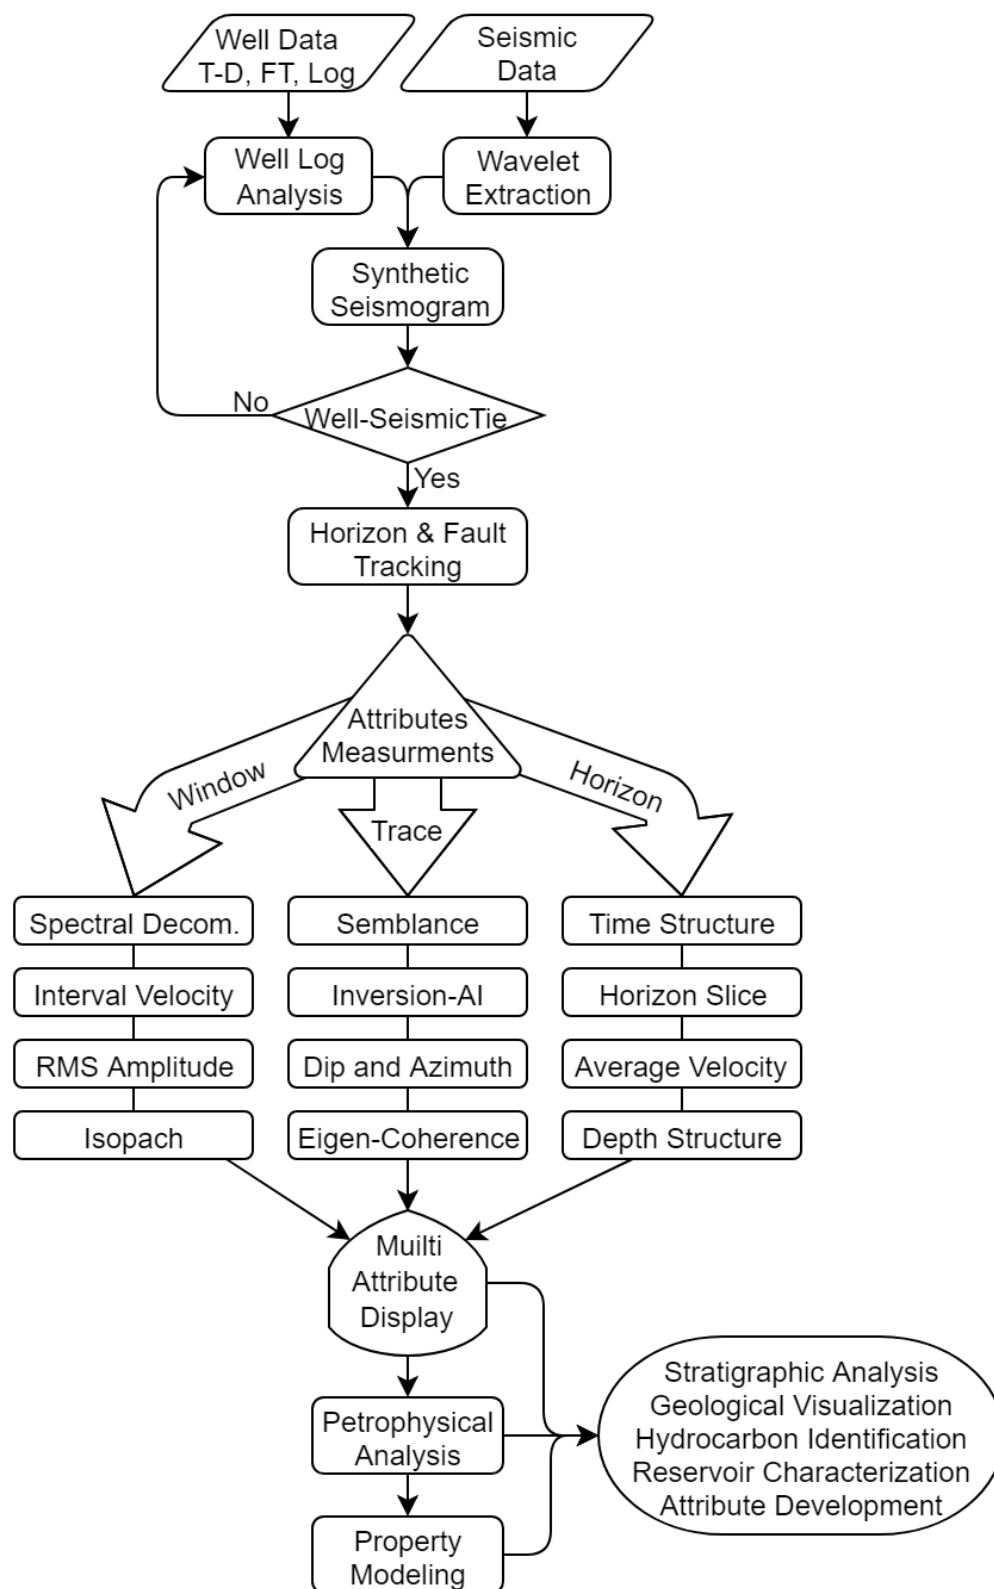 Well Data
T-D, FT, Log
Seismic
Data
Well Log
Analysis
Wavelet
Extraction
Synthetic
Seismogram
No
Well-SeismicTie
Yes
Horizon & Fault
Tracking
Attributes
Measurments
Window
Trace
Horizon
Spectral Decom.
Semblance
Time Structure
Interval Velocity
Inversion-AI
Horizon Slice
RMS Amplitude
Dip and Azimuth
Average Velocity
Isopach
Eigen-Coherence
Depth Structure
Muilti
Attribute
Display
Petrophysical
Analysis
Property
Modeling
Stratigraphic Analysis
Geological Visualization
Hydrocarbon Identification
Reservoir Characterization
Attribute Development